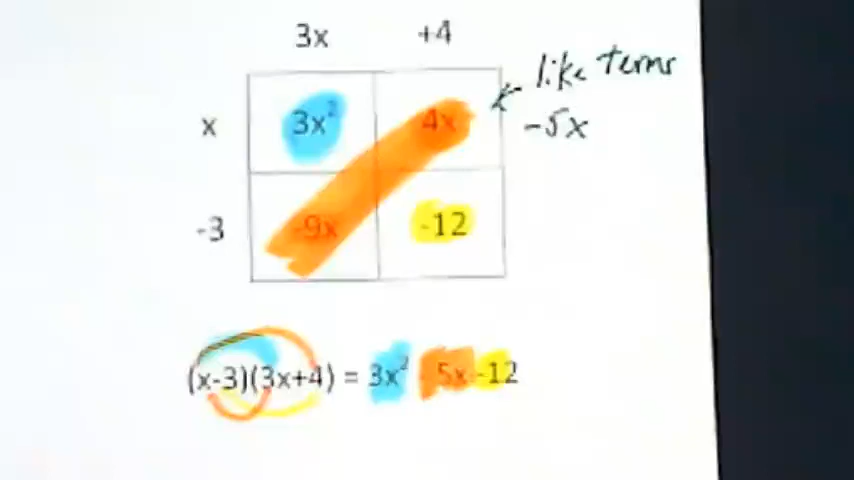 3x +4
like terms
x 3x² 4x
-5x
-3 -9x -12
(x-3)(3x+4) = 3x² -5x -12